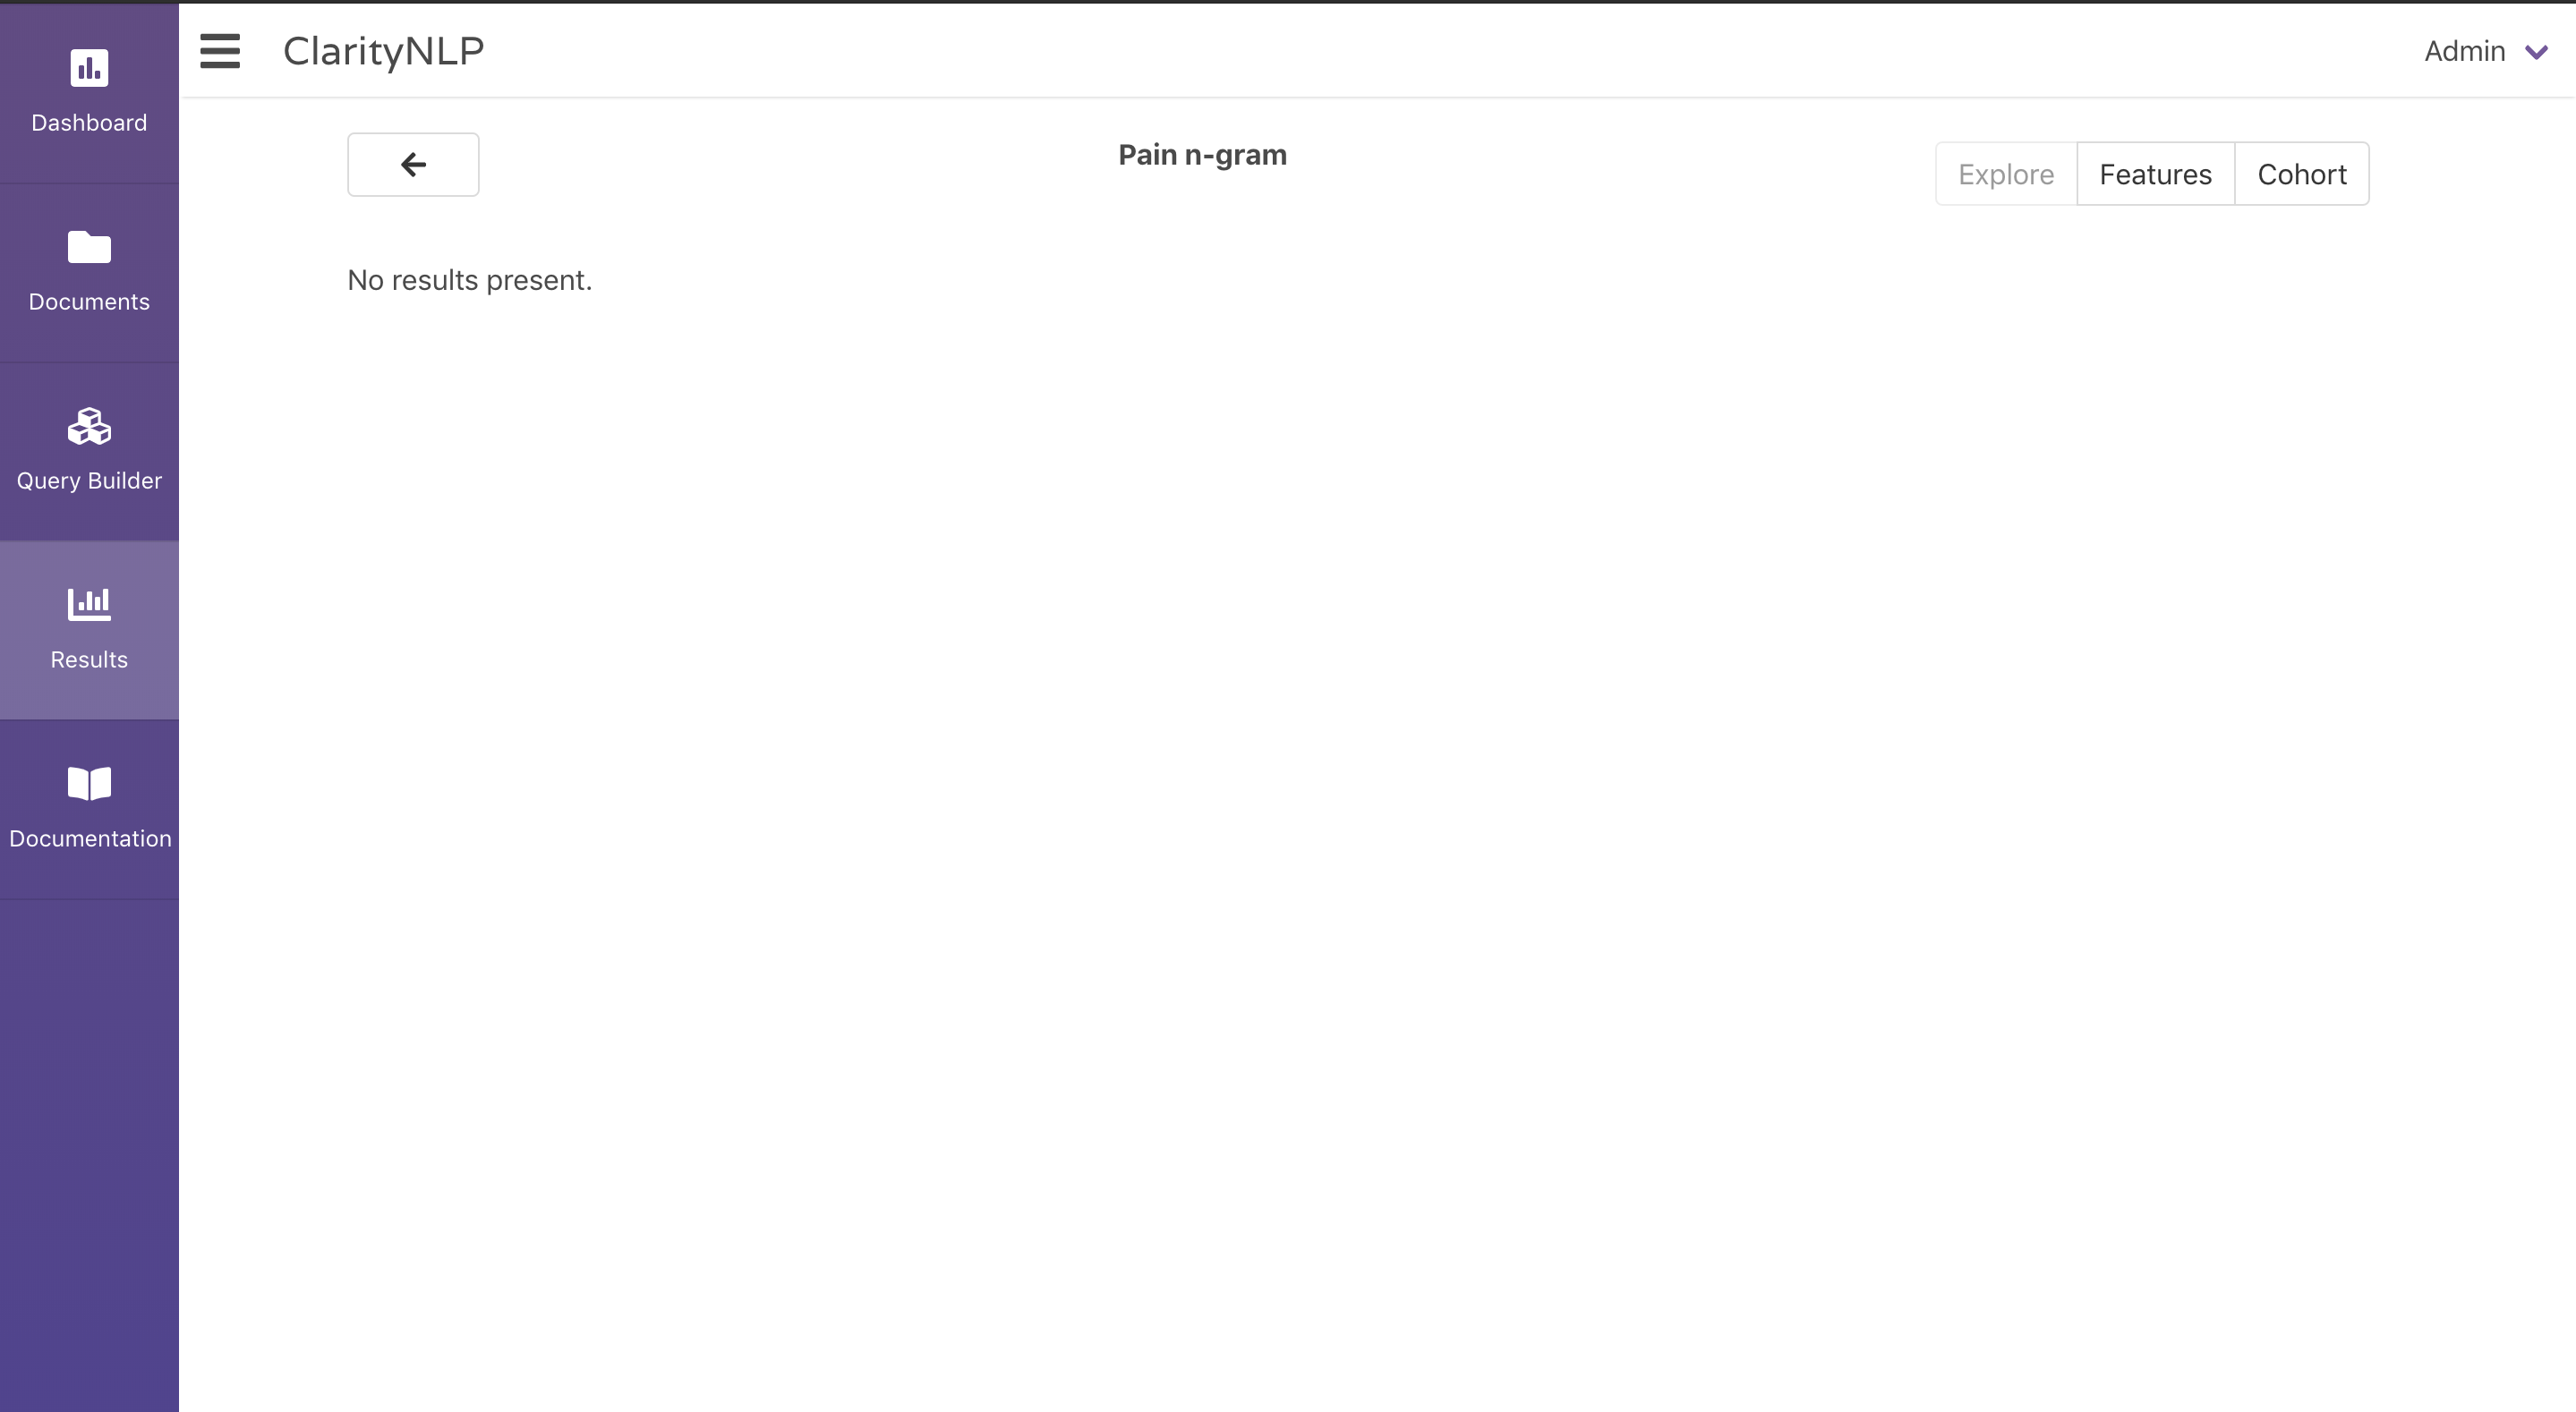 ClarityNLP
Admin
Dashboard
Documents
Query Builder
Results
Documentation
Pain n-gram
Explore
Features
Cohort
No results present.